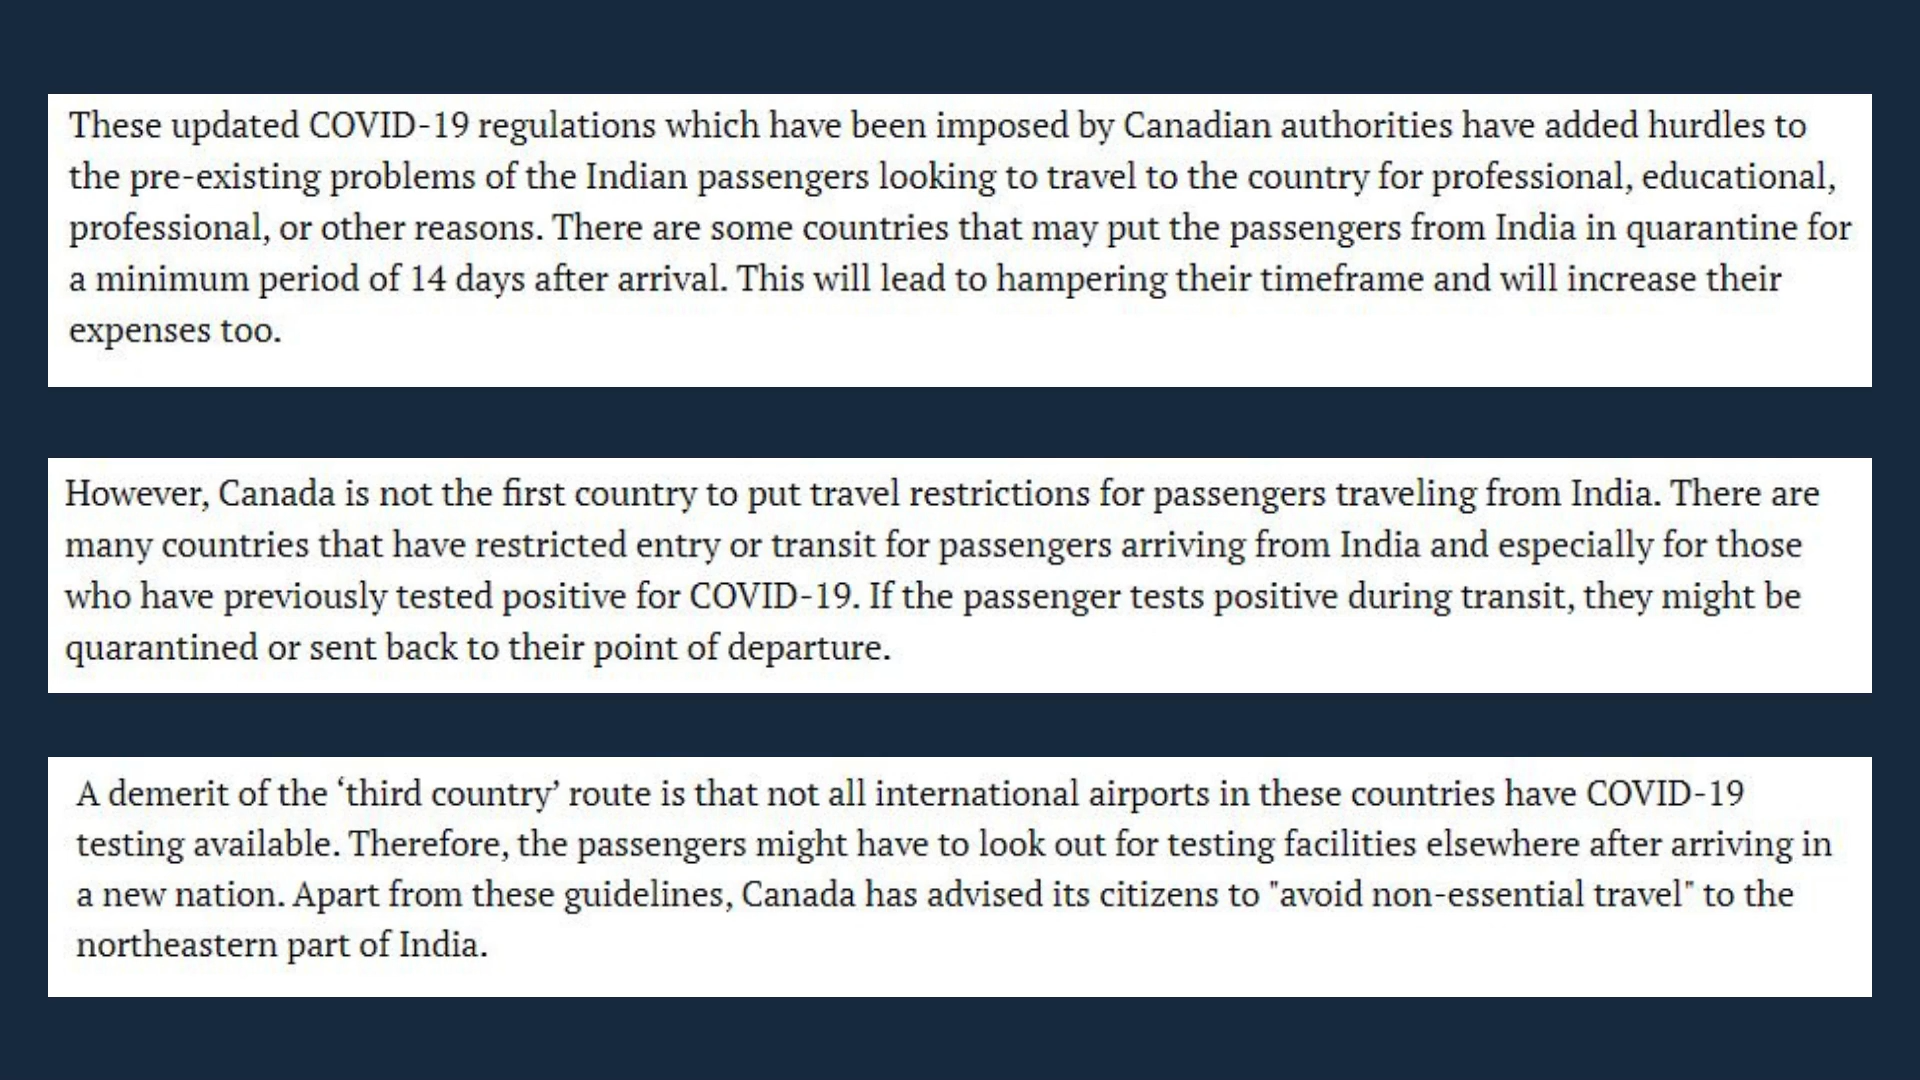 These updated COVID-19 regulations which have been imposed by Canadian authorities have added hurdles to
the pre-existing problems of the Indian passengers looking to travel to the country for professional, educational,
professional, or other reasons. There are some countries that may put the passengers from India in quarantine for
a minimum period of 14 days after arrival. This will lead to hampering their timeframe and will increase their
expenses too.
However, Canada is not the first country to put travel restrictions for passengers traveling from India. There are
many countries that have restricted entry or transit for passengers arriving from India and especially for those
who have previously tested positive for COVID-19. If the passenger tests positive during transit, they might be
quarantined or sent back to their point of departure.
A demerit of the ‘third country’ route is that not all international airports in these countries have COVID-19
testing available. Therefore, the passengers might have to look out for testing facilities elsewhere after arriving in
a new nation. Apart from these guidelines, Canada has advised its citizens to "avoid non-essential travel" to the
northeastern part of India.